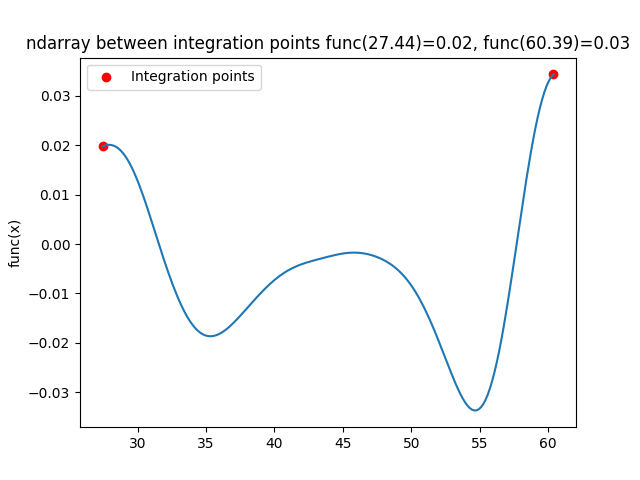 ndarray between integration points func(27.44)=0.02, func(60.39)=0.03
Integration points
func(x)
0.03
0.02
0.01
0.00
−0.01
−0.02
−0.03
30 35 40 45 50 55 60